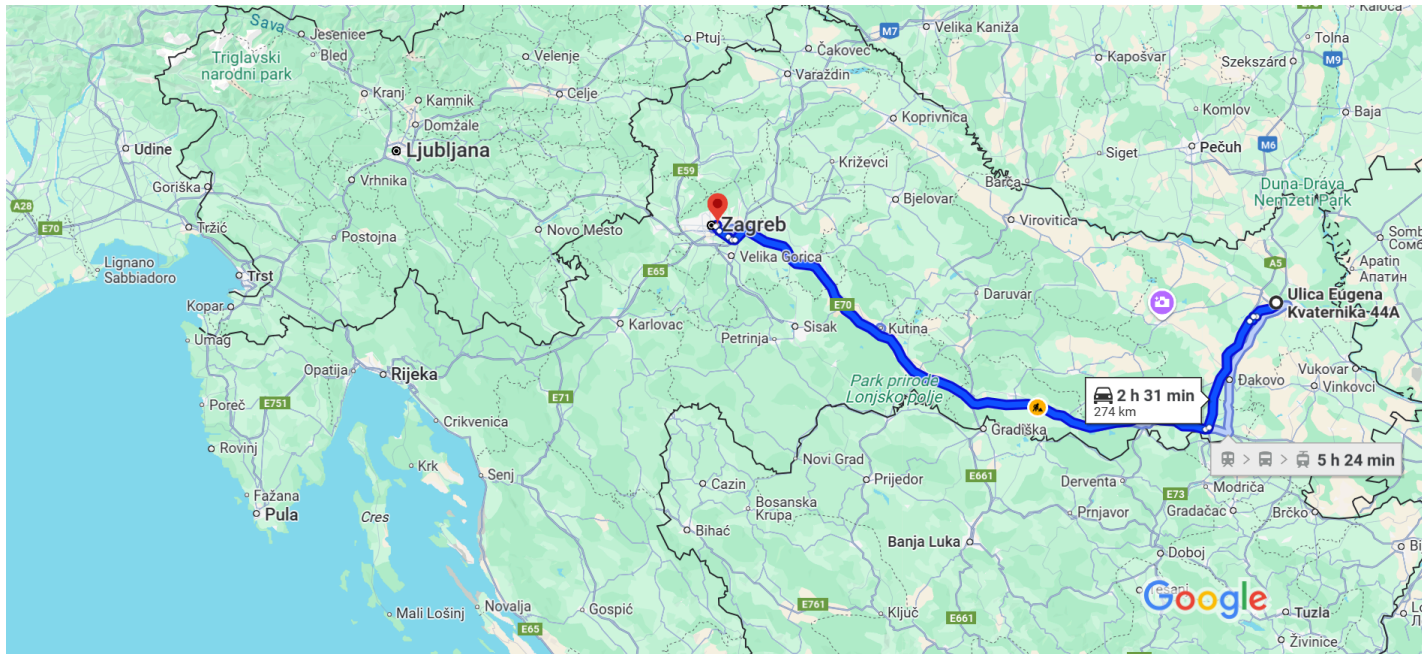 Sava
Jesenice
Bled
Triglavski
narodni park
Kranj
Kamnik
Domžale
Ljubljana
Vrhnika
Velenje
Celje
Ptuj
M7
Velika Kaniža
Čakovec
Varaždin
Kaloča
Tolna
Szekszárd
M9
Kapošvar
Komlov
Baja
Koprivnica
Udine
Goriška
Siget
Pečuh
M6
E59
Križevci
Barča
Duna-Dráva
Nemzeti Park
A28
E70
Tržič
Postojna
Novo Mesto
Zagreb
Bjelovar
Virovitica
Velika Gorica
Lignano
Sabbiadoro
Trst
E65
A5
Apatin
Апатин
Kopar
Umag
Karlovac
E70
Daruvar
Ulica Eugena
Kvaternika 44A
Petrinja
Sisak
Kutina
Opatija
Rijeka
Park prirode
Lonjsko polje
2 h 31 min
274 km
Đakovo
Vukovar
Vinkovci
Poreč
E751
E71
Crikvenica
Gradiška
Rovinj
Krk
Senj
Novi Grad
5 h 24 min
Fažana
Pula
Cres
Cazin
Bosanska
Krupa
Prijedor
E661
Derventa
E73
Modriča
Prnjavor
Gradačac
Brčko
Bihać
Banja Luka
Doboj
Google
Mali Lošinj
Novalja
Gospić
E65
E761
Ključ
E661
Tuzla
Živinice